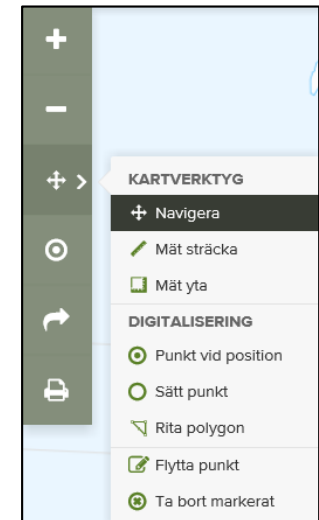 KARTVERKTYG
Navigera
Mät sträcka
Mät yta
DIGITALISERING
Punkt vid position
Sätt punkt
Rita polygon
Flytta punkt
Ta bort markerat